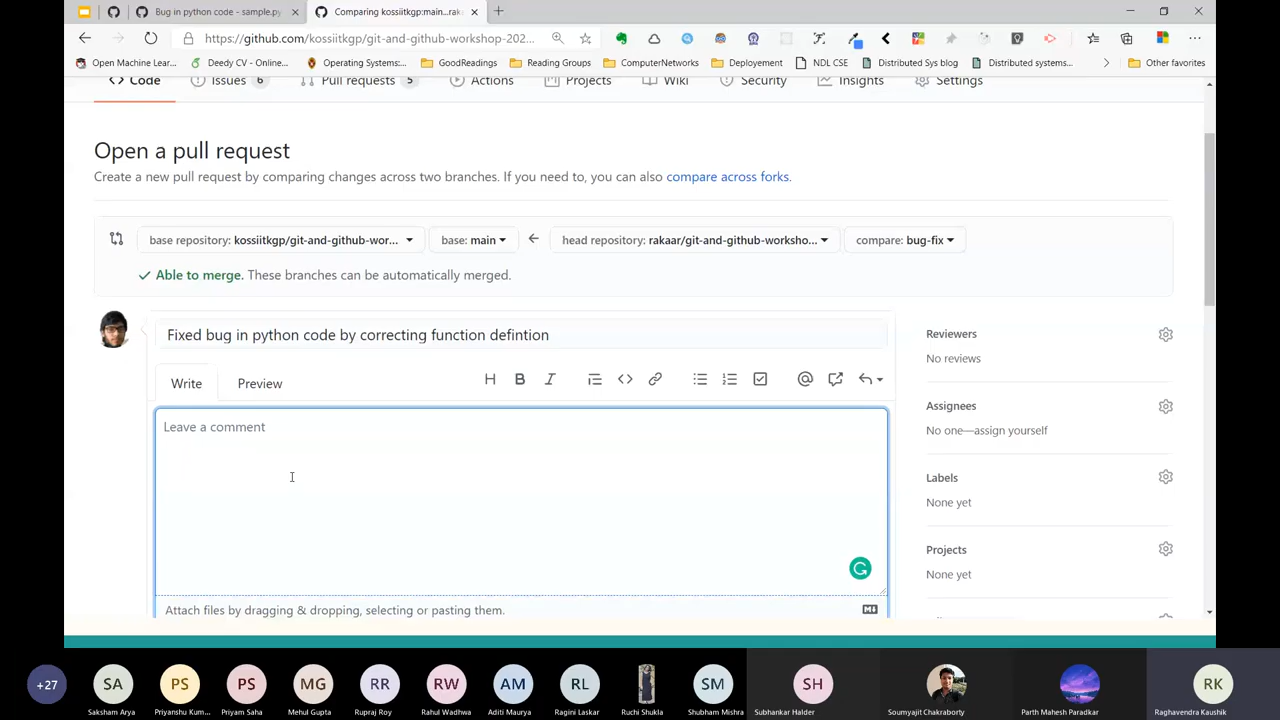 Bug in python code - sample.py
Comparing kossiitkgp:main...rak
https://github.com/kossiitkgp/git-and-github-workshop-202...
Open Machine Lear...
Deedy CV - Online...
Operating Systems:...
GoodReadings
Reading Groups
ComputerNetworks
Deployement
NDL CSE
Distributed Sys blog
Distributed systems...
Other favorites
Code
Issues 6
Pull requests 5
Actions
Projects
Wiki
Security
Insights
Settings
Open a pull request
Create a new pull request by comparing changes across two branches. If you need to, you can also compare across forks.
base repository: kossiitkgp/git-and-github-wor...
base: main
head repository: rakaar/git-and-github-worksho...
compare: bug-fix
Able to merge. These branches can be automatically merged.
Fixed bug in python code by correcting function defintion
Reviewers
No reviews
Write
Preview
Assignees
No one—assign yourself
Leave a comment
Labels
None yet
Projects
None yet
Attach files by dragging & dropping, selecting or pasting them.
+27
SA
PS
PS
MG
RR
RW
AM
RL
SM
SH
RK
Saksham Arya
Priyanshu Kum...
Priyam Saha
Mehul Gupta
Rupraj Roy
Rahul Wadhwa
Aditi Maurya
Ragini Laskar
Ruchi Shukla
Shubham Mishra
Subhankar Halder
Soumyajit Chakraborty
Parth Mahesh Paradkar
Raghavendra Kaushik